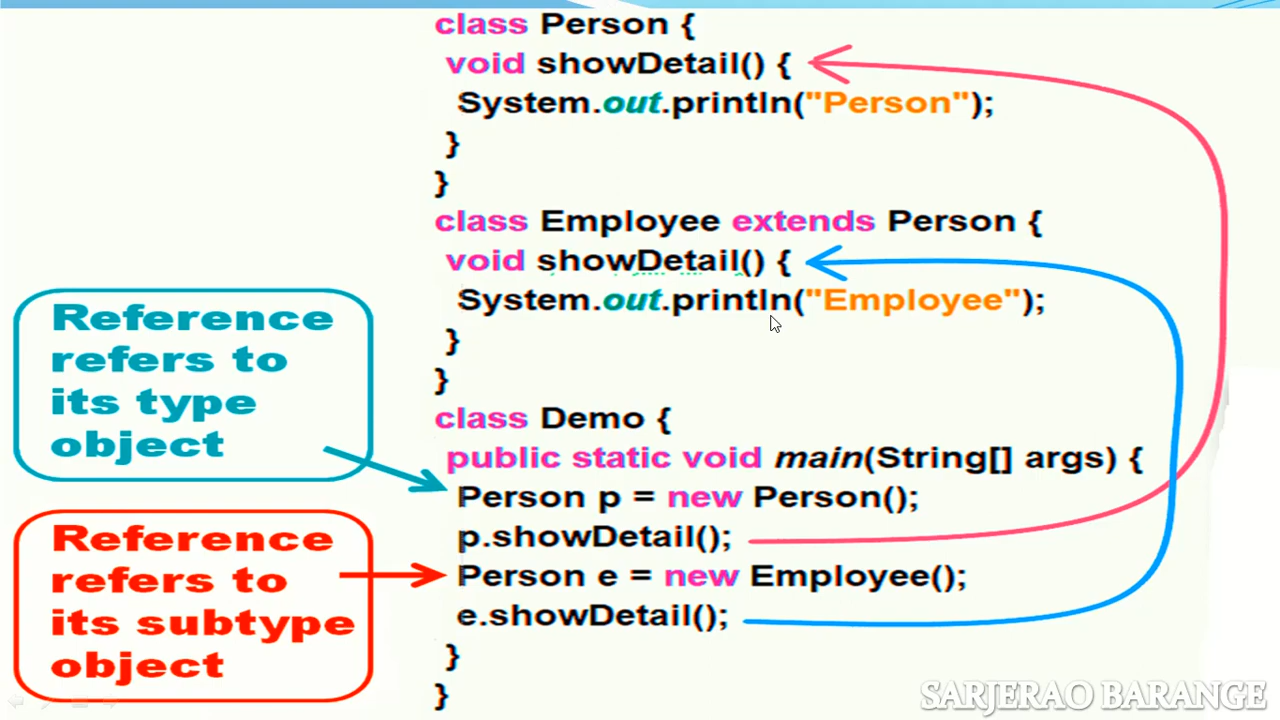 class Person {
void showDetail() {
System.out.println("Person");
}
}
class Employee extends Person {
void showDetail() {
System.out.println("Employee");
}
}
class Demo {
public static void main(String[] args) {
Person p = new Person();
p.showDetail();
Person e = new Employee();
e.showDetail();
}
}
Reference
refers to
its type
object
Reference
refers to
its subtype
object
SARJERAO BARANGE